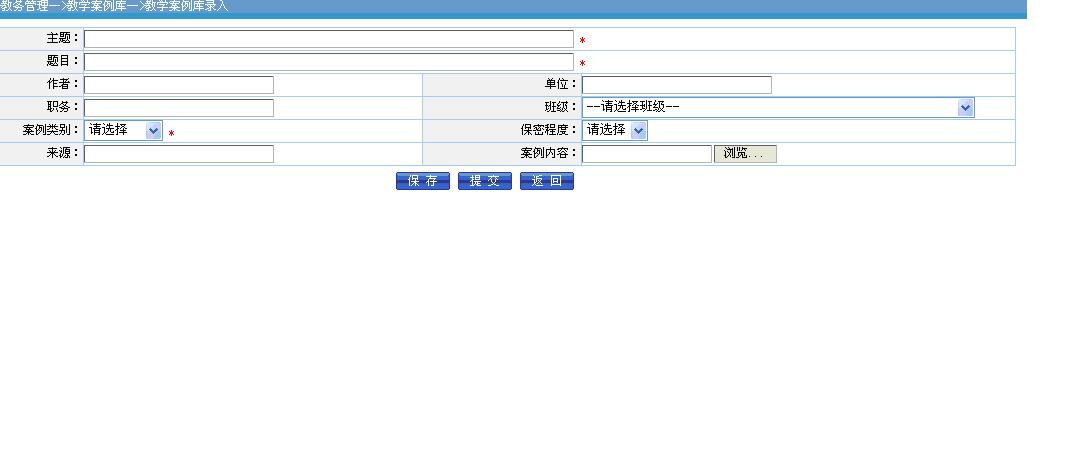 教务管理—>教学案例库—>教学案例库录入
主题：*
题目：*
作者： 单位：
职务： 班级： --请选择班级--
案例类别： 请选择 * 保密程度： 请选择
来源： 案例内容： 浏览...
保 存 提 交 返 回